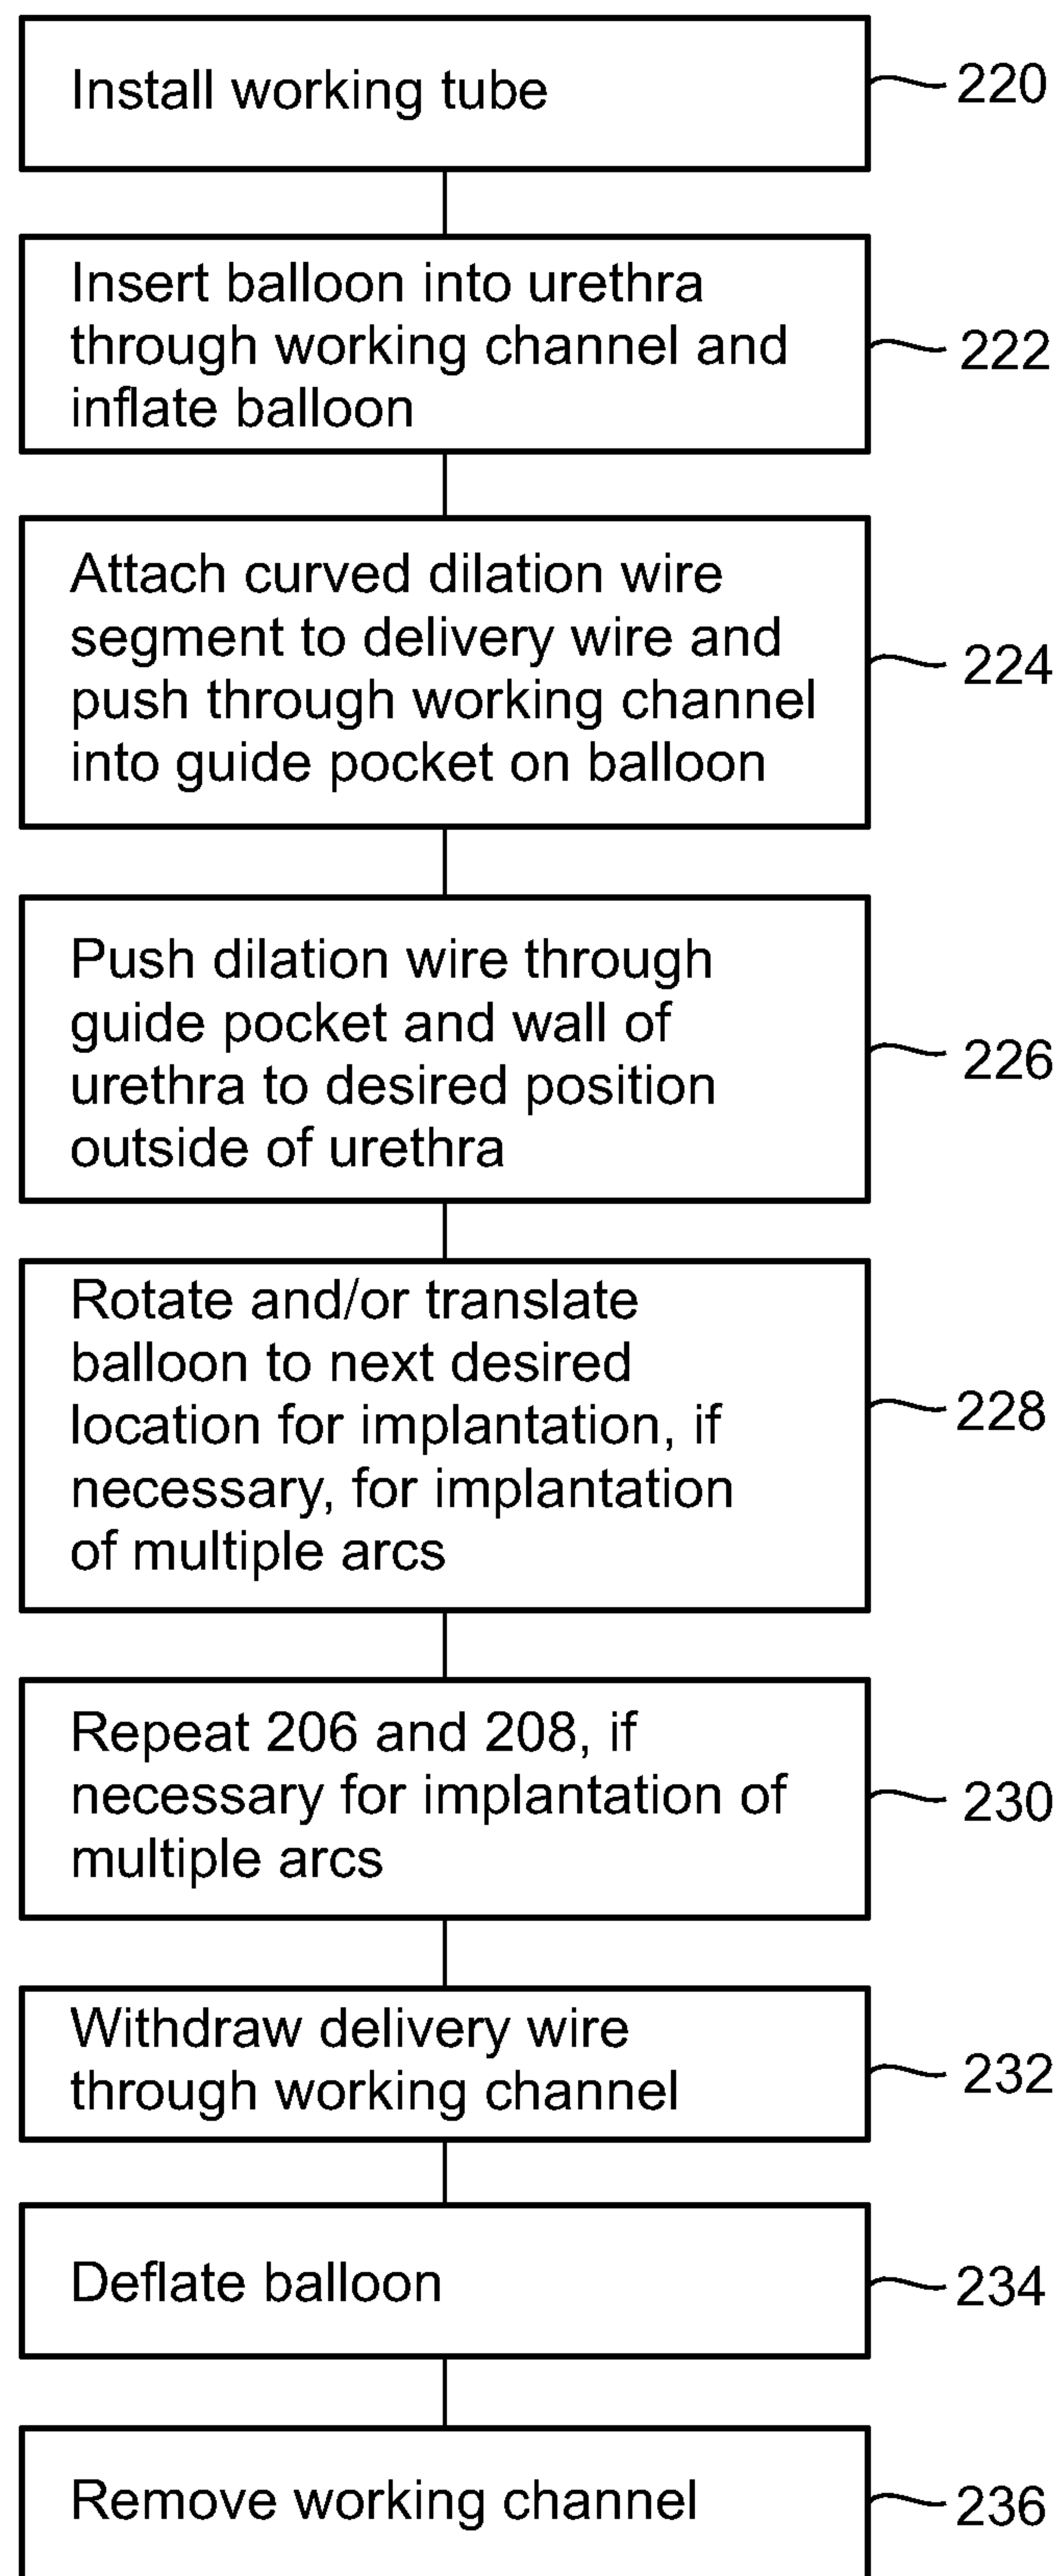 Install working tube
220
Insert balloon into urethra
through working channel and
inflate balloon
222
Attach curved dilation wire
segment to delivery wire and
push through working channel
into guide pocket on balloon
224
Push dilation wire through
guide pocket and wall of
urethra to desired position
outside of urethra
226
Rotate and/or translate
balloon to next desired
location for implantation, if
necessary, for implantation
of multiple arcs
228
Repeat 206 and 208, if
necessary for implantation of
multiple arcs
230
Withdraw delivery wire
through working channel
232
Deflate balloon
234
Remove working channel
236